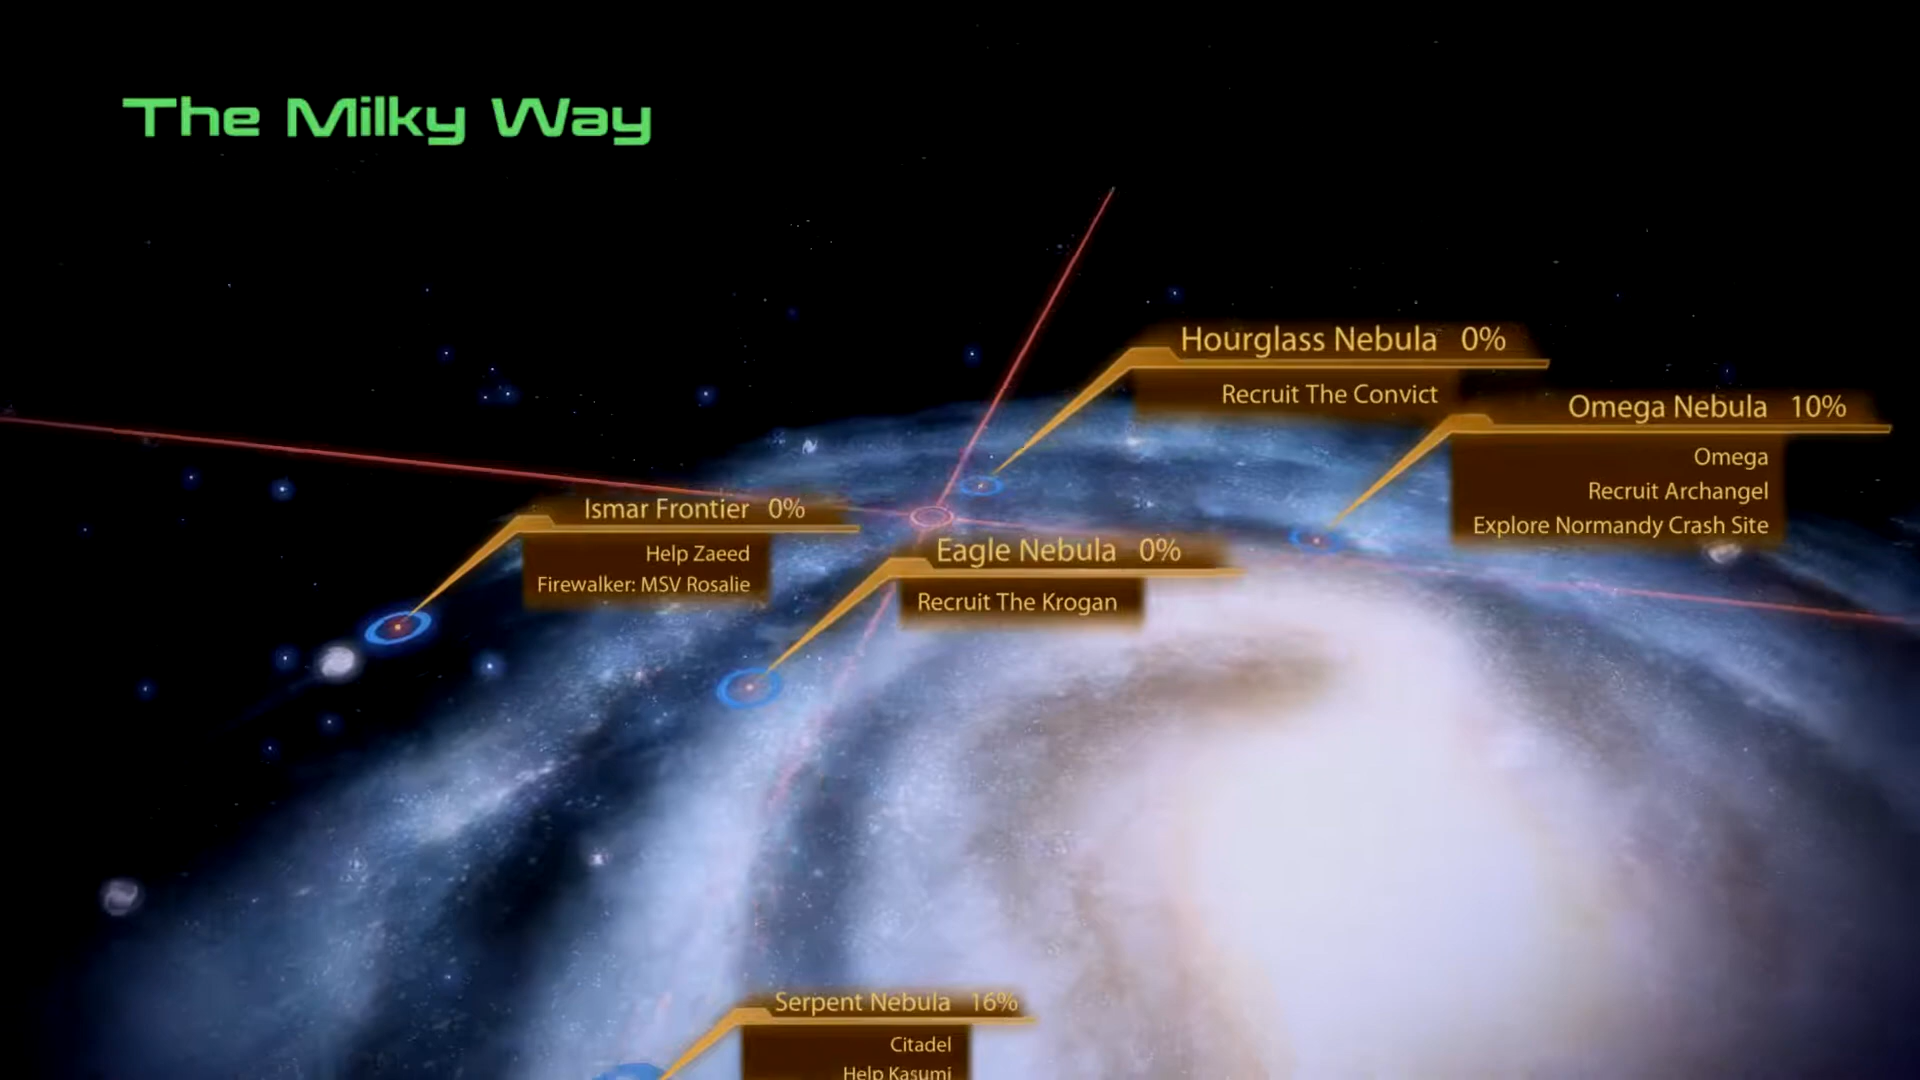 The Milky Way
Hourglass Nebula 0%
Recruit The Convict
Omega Nebula 10%
Omega
Recruit Archangel
Explore Normandy Crash Site
Ismar Frontier 0%
Help Zaeed
Firewalker: MSV Rosalie
Eagle Nebula 0%
Recruit The Krogan
Serpent Nebula 16%
Citadel
Help Kasumi